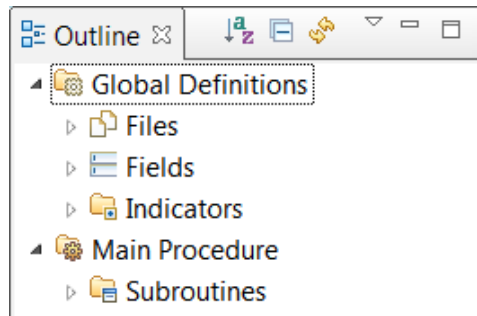 Outline
Global Definitions
Files
Fields
Indicators
Main Procedure
Subroutines